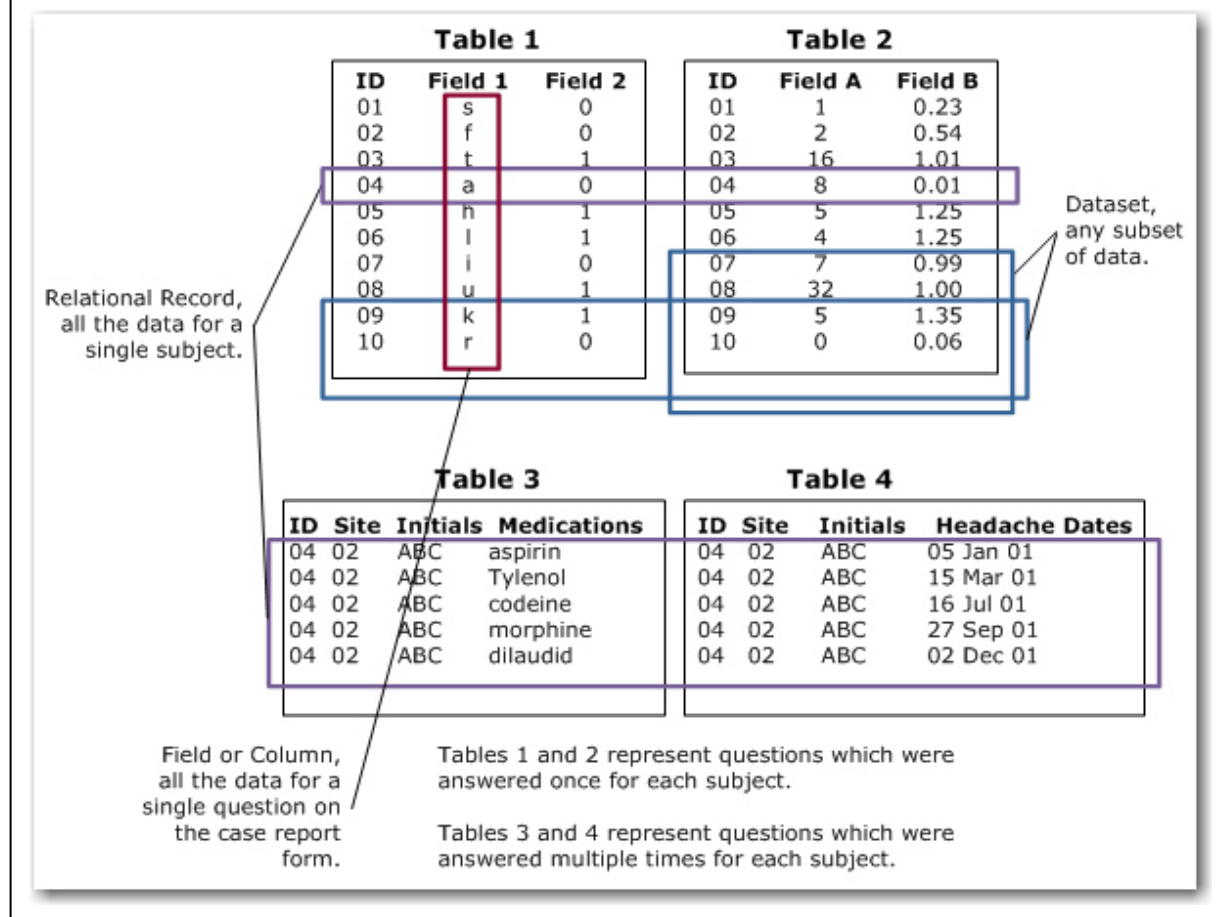 Table 1
ID Field 1 Field 2
01 s 0
02 f 0
03 t 1
04 a 0
05 h 1
06 l 1
07 i 0
08 u 1
09 k 1
10 r 0
Table 2
ID Field A Field B
01 1 0.23
02 2 0.54
03 16 1.01
04 8 0.01
05 5 1.25
06 4 1.25
07 7 0.99
08 32 1.00
09 5 1.35
10 0 0.06
Dataset,
any subset
of data.
Relational Record,
all the data for a
single subject.
Table 3
ID Site Initials Medications
04 02 ABC aspirin
04 02 ABC Tylenol
04 02 ABC codeine
04 02 ABC morphine
04 02 ABC dilaudid
Table 4
ID Site Initials Headache Dates
04 02 ABC 05 Jan 01
04 02 ABC 15 Mar 01
04 02 ABC 16 Jul 01
04 02 ABC 27 Sep 01
04 02 ABC 02 Dec 01
Field or Column,
all the data for a
single question on
the case report
form.
Tables 1 and 2 represent questions which were
answered once for each subject.
Tables 3 and 4 represent questions which were
answered multiple times for each subject.